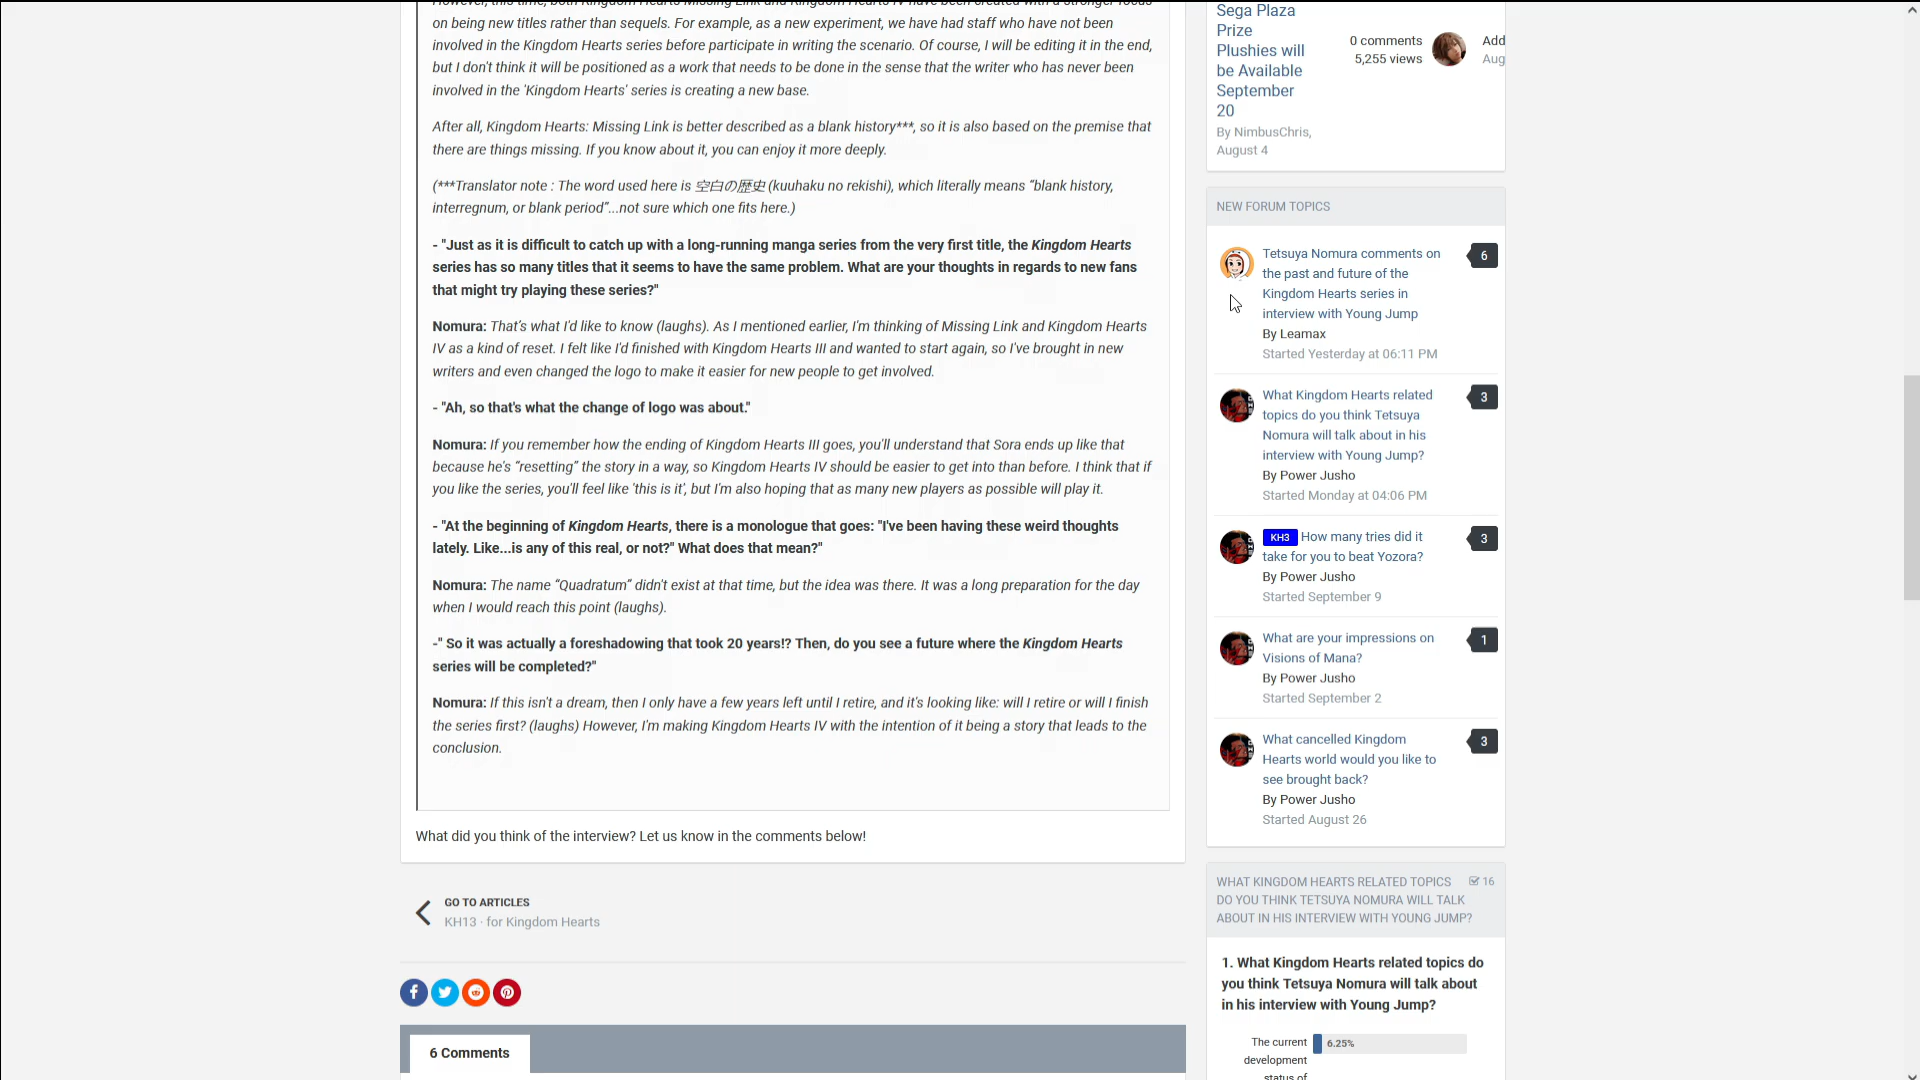 However, this time, both Kingdom Hearts Missing Link and Kingdom Hearts IV have been created with a stronger focus
on being new titles rather than sequels. For example, as a new experiment, we have had staff who have not been
involved in the Kingdom Hearts series before participate in writing the scenario. Of course, I will be editing it in the end,
but I don't think it will be positioned as a work that needs to be done in the sense that the writer who has never been
involved in the 'Kingdom Hearts' series is creating a new base.
After all, Kingdom Hearts: Missing Link is better described as a blank history***, so it is also based on the premise that
there are things missing. If you know about it, you can enjoy it more deeply.
(***Translator note : The word used here is 空白の歴史 (kuuhaku no rekishi), which literally means “blank history,
interregnum, or blank period”...not sure which one fits here.)
- "Just as it is difficult to catch up with a long-running manga series from the very first title, the Kingdom Hearts
series has so many titles that it seems to have the same problem. What are your thoughts in regards to new fans
that might try playing these series?"
Nomura: That's what I'd like to know (laughs). As I mentioned earlier, I'm thinking of Missing Link and Kingdom Hearts
IV as a kind of reset. I felt like I'd finished with Kingdom Hearts III and wanted to start again, so I've brought in new
writers and even changed the logo to make it easier for new people to get involved.
- "Ah, so that's what the change of logo was about."
Nomura: If you remember how the ending of Kingdom Hearts III goes, you'll understand that Sora ends up like that
because he's “resetting” the story in a way, so Kingdom Hearts IV should be easier to get into than before. I think that if
you like the series, you'll feel like 'this is it', but I'm also hoping that as many new players as possible will play it.
- "At the beginning of Kingdom Hearts, there is a monologue that goes: "I've been having these weird thoughts
lately. Like...is any of this real, or not?" What does that mean?"
Nomura: The name “Quadratum” didn't exist at that time, but the idea was there. It was a long preparation for the day
when I would reach this point (laughs).
-" So it was actually a foreshadowing that took 20 years!? Then, do you see a future where the Kingdom Hearts
series will be completed?"
Nomura: If this isn't a dream, then I only have a few years left until I retire, and it's looking like: will I retire or will I finish
the series first? (laughs) However, I'm making Kingdom Hearts IV with the intention of it being a story that leads to the
conclusion.
What did you think of the interview? Let us know in the comments below!
GO TO ARTICLES
KH13 · for Kingdom Hearts
6 Comments
Sega Plaza
Prize
Plushies will
be Available
September
20
By NimbusChris,
August 4
0 comments
5,255 views
Add
Aug
NEW FORUM TOPICS
Tetsuya Nomura comments on
the past and future of the
Kingdom Hearts series in
interview with Young Jump
By Leamax
Started Yesterday at 06:11 PM
6
What Kingdom Hearts related
topics do you think Tetsuya
Nomura will talk about in his
interview with Young Jump?
By Power Jusho
Started Monday at 04:06 PM
3
KH3 How many tries did it
take for you to beat Yozora?
By Power Jusho
Started September 9
3
What are your impressions on
Visions of Mana?
By Power Jusho
Started September 2
1
What cancelled Kingdom
Hearts world would you like to
see brought back?
By Power Jusho
Started August 26
3
WHAT KINGDOM HEARTS RELATED TOPICS
DO YOU THINK TETSUYA NOMURA WILL TALK
ABOUT IN HIS INTERVIEW WITH YOUNG JUMP?
16
1. What Kingdom Hearts related topics do
you think Tetsuya Nomura will talk about
in his interview with Young Jump?
The current
development
status of
6.25%